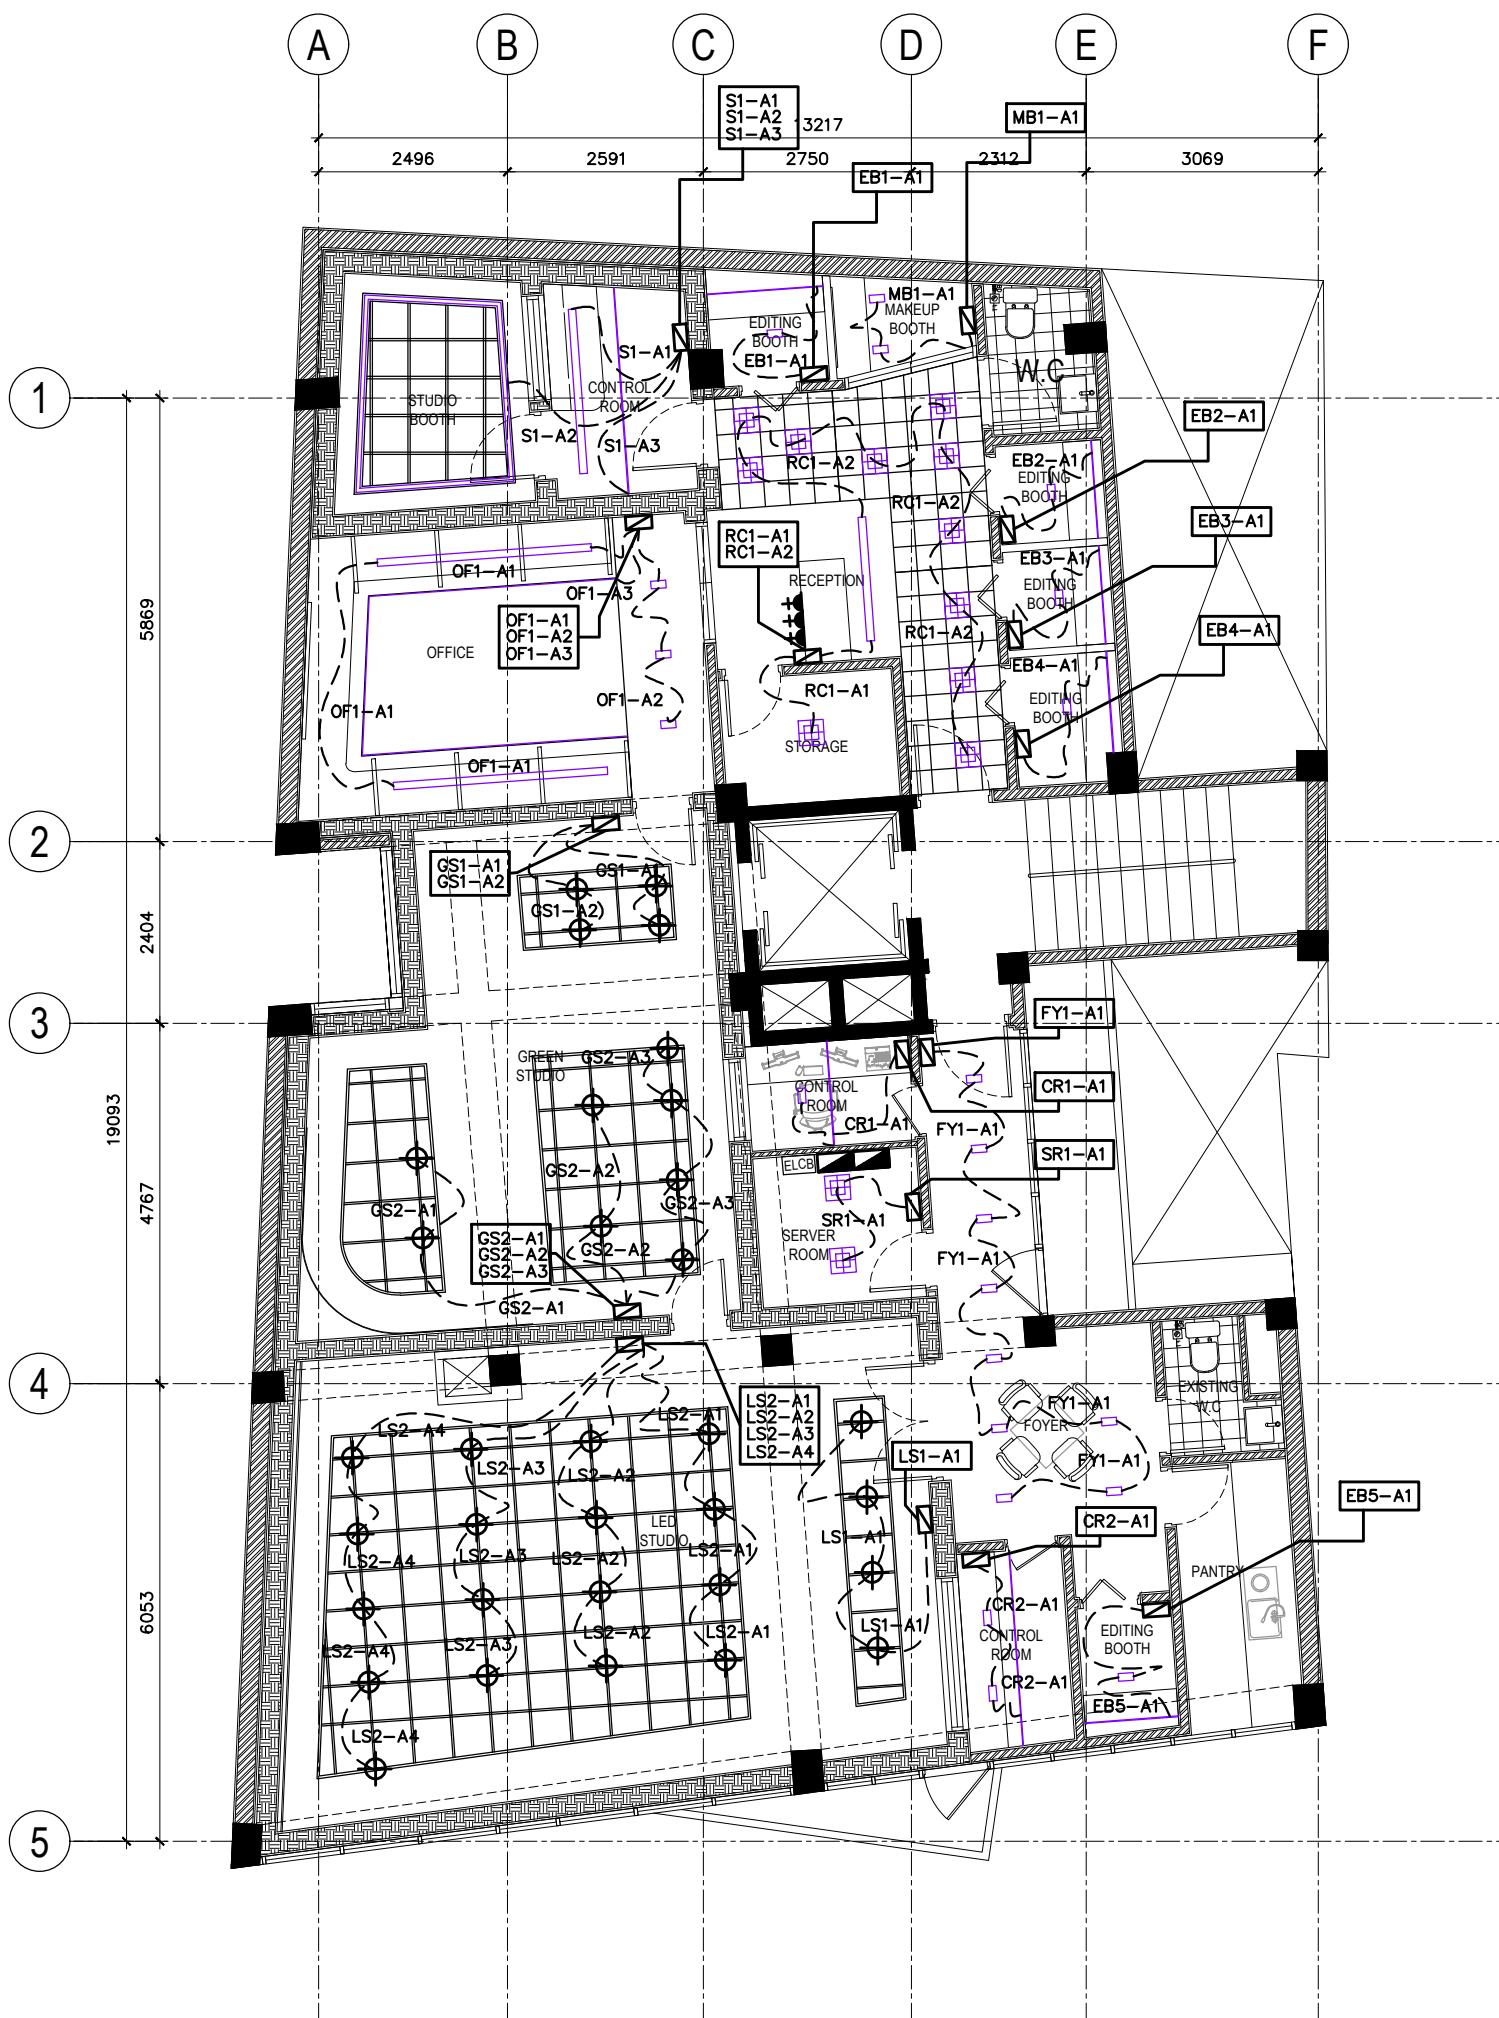 A
B
C
D
E
F
S1-A1
S1-A2
S1-A3
3217
MB1-A1
2496
2591
2750
2312
3069
EB1-A1
MB1-A1
MAKEUP
BOOTH
EDITING
BOOTH
EB1-A1
S1-A1
CONTROL
ROOM
STUDIO
BOOTH
W.C
1
S1-A2
S1-A3
RC1-A2
EB2-A1
EB2-A1
EDITING
BOOTH
RC1-A2
EB3-A1
RC1-A1
RC1-A2
EB3-A1
EDITING
BOOTH
RECEPTION
OF1-A1
OF1-A3
OF1-A1
OF1-A2
OF1-A3
5869
OFFICE
RC1-A2
EB4-A1
EB4-A1
EDITING
BOOTH
OF1-A1
OF1-A2
RC1-A1
STORAGE
OF1-A1
2
GS1-A1
GS1-A2
GS1-A1
GS1-A2
2404
3
FY1-A1
GREEN
STUDIO
GS2-A3
CONTROL
ROOM
CR1-A1
CR1-A1
FY1-A1
19093
4767
SR1-A1
ELCB
GS2-A2
GS2-A1
GS2-A3
SR1-A1
SERVER
ROOM
GS2-A1
GS2-A2
GS2-A3
GS2-A2
FY1-A1
GS2-A1
4
LS2-A1
LS2-A2
LS2-A3
LS2-A4
EXISTING
W.C
FY1-A1
FOYER
LS2-A4
LS2-A1
LS2-A3
LS2-A2
LS1-A1
FY1-A1
EB5-A1
CR2-A1
LED
STUDIO
LS1-A1
LS2-A4
LS2-A3
LS2-A2
LS2-A1
PANTRY
6053
CR2-A1
CONTROL
ROOM
EDITING
BOOTH
LS2-A4
LS2-A3
LS2-A2
LS2-A1
LS1-A1
CR2-A1
EB5-A1
LS2-A4
5